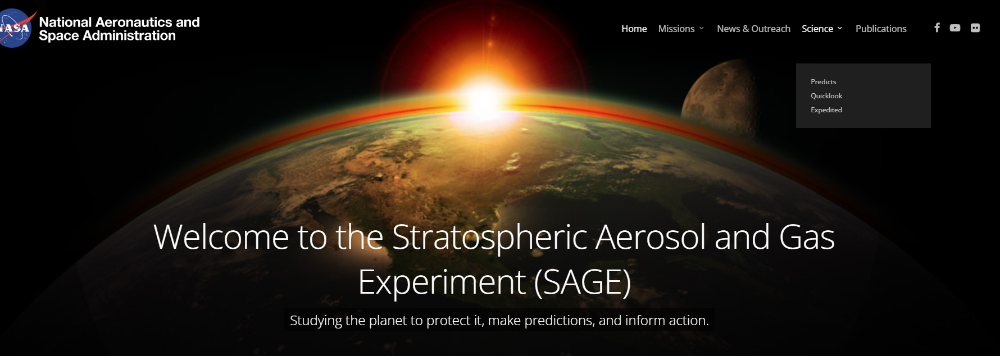 NASA
National Aeronautics and
Space Administration
Home Missions News & Outreach Science Publications
Predicts
Quicklook
Expedited
Welcome to the Stratospheric Aerosol and Gas
Experiment (SAGE)
Studying the planet to protect it, make predictions, and inform action.